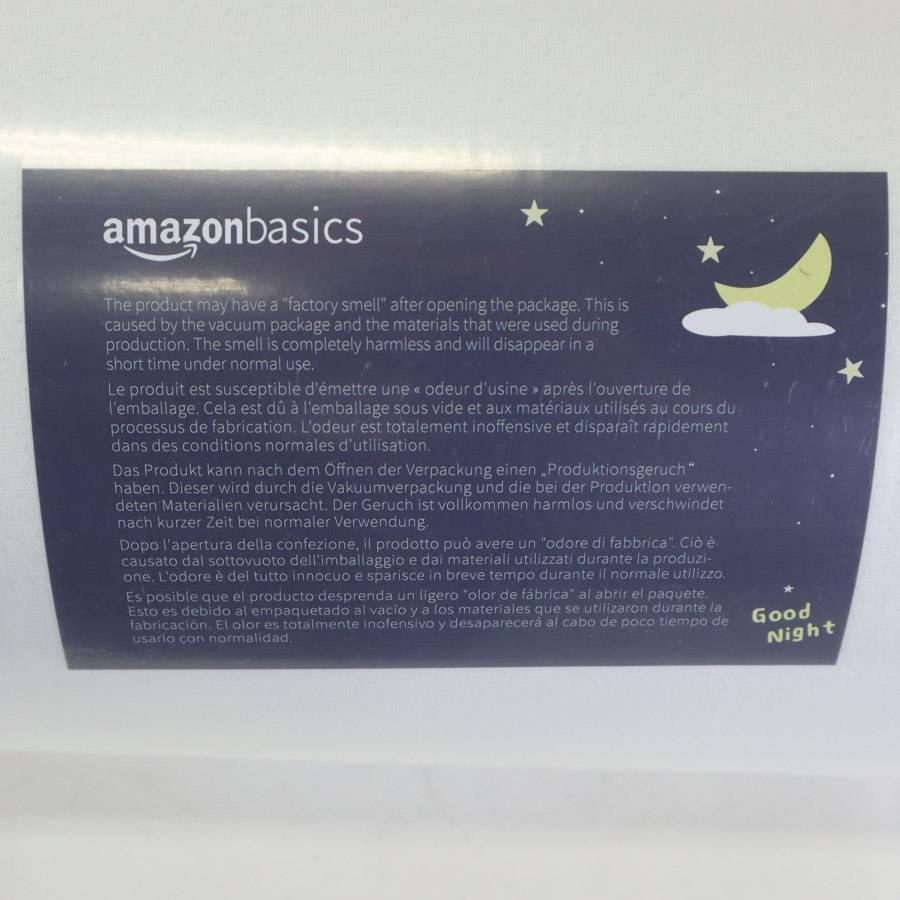 amazonbasics
The product may have a "factory smell" after opening the package. This is
caused by the vacuum package and the materials that were used during
production. The smell is completely harmless and will disappear in a
short time under normal use.
Le produit est susceptible d'émettre une « odeur d'usine » après l'ouverture de
l'emballage. Cela est dû à l'emballage sous vide et aux matériaux utilisés au cours du
processus de fabrication. L'odeur est totalement inoffensive et disparaît rapidement
dans des conditions normales d'utilisation.
Das Produkt kann nach dem Öffnen der Verpackung einen „Produktionsgeruch“
haben. Dieser wird durch die Vakuumverpackung und die bei der Produktion verwen-
deten Materialien verursacht. Der Geruch ist vollkommen harmlos und verschwindet
nach kurzer Zeit bei normaler Verwendung.
Dopo l'apertura della confezione, il prodotto può avere un "odore di fabbrica". Ciò è
causato dal sottovuoto dell'imballaggio e dai materiali utilizzati durante la produzi-
one. L'odore è del tutto innocuo e sparisce in breve tempo durante il normale utilizzo.
Es posible que el producto desprenda un ligero "olor de fábrica" al abrir el paquete.
Esto es debido al empaquetado al vacío y a los materiales que se utilizaron durante la
fabricación. El olor es totalmente inofensivo y desaparecerá al cabo de poco tiempo de
usarlo con normalidad.
Good
Night